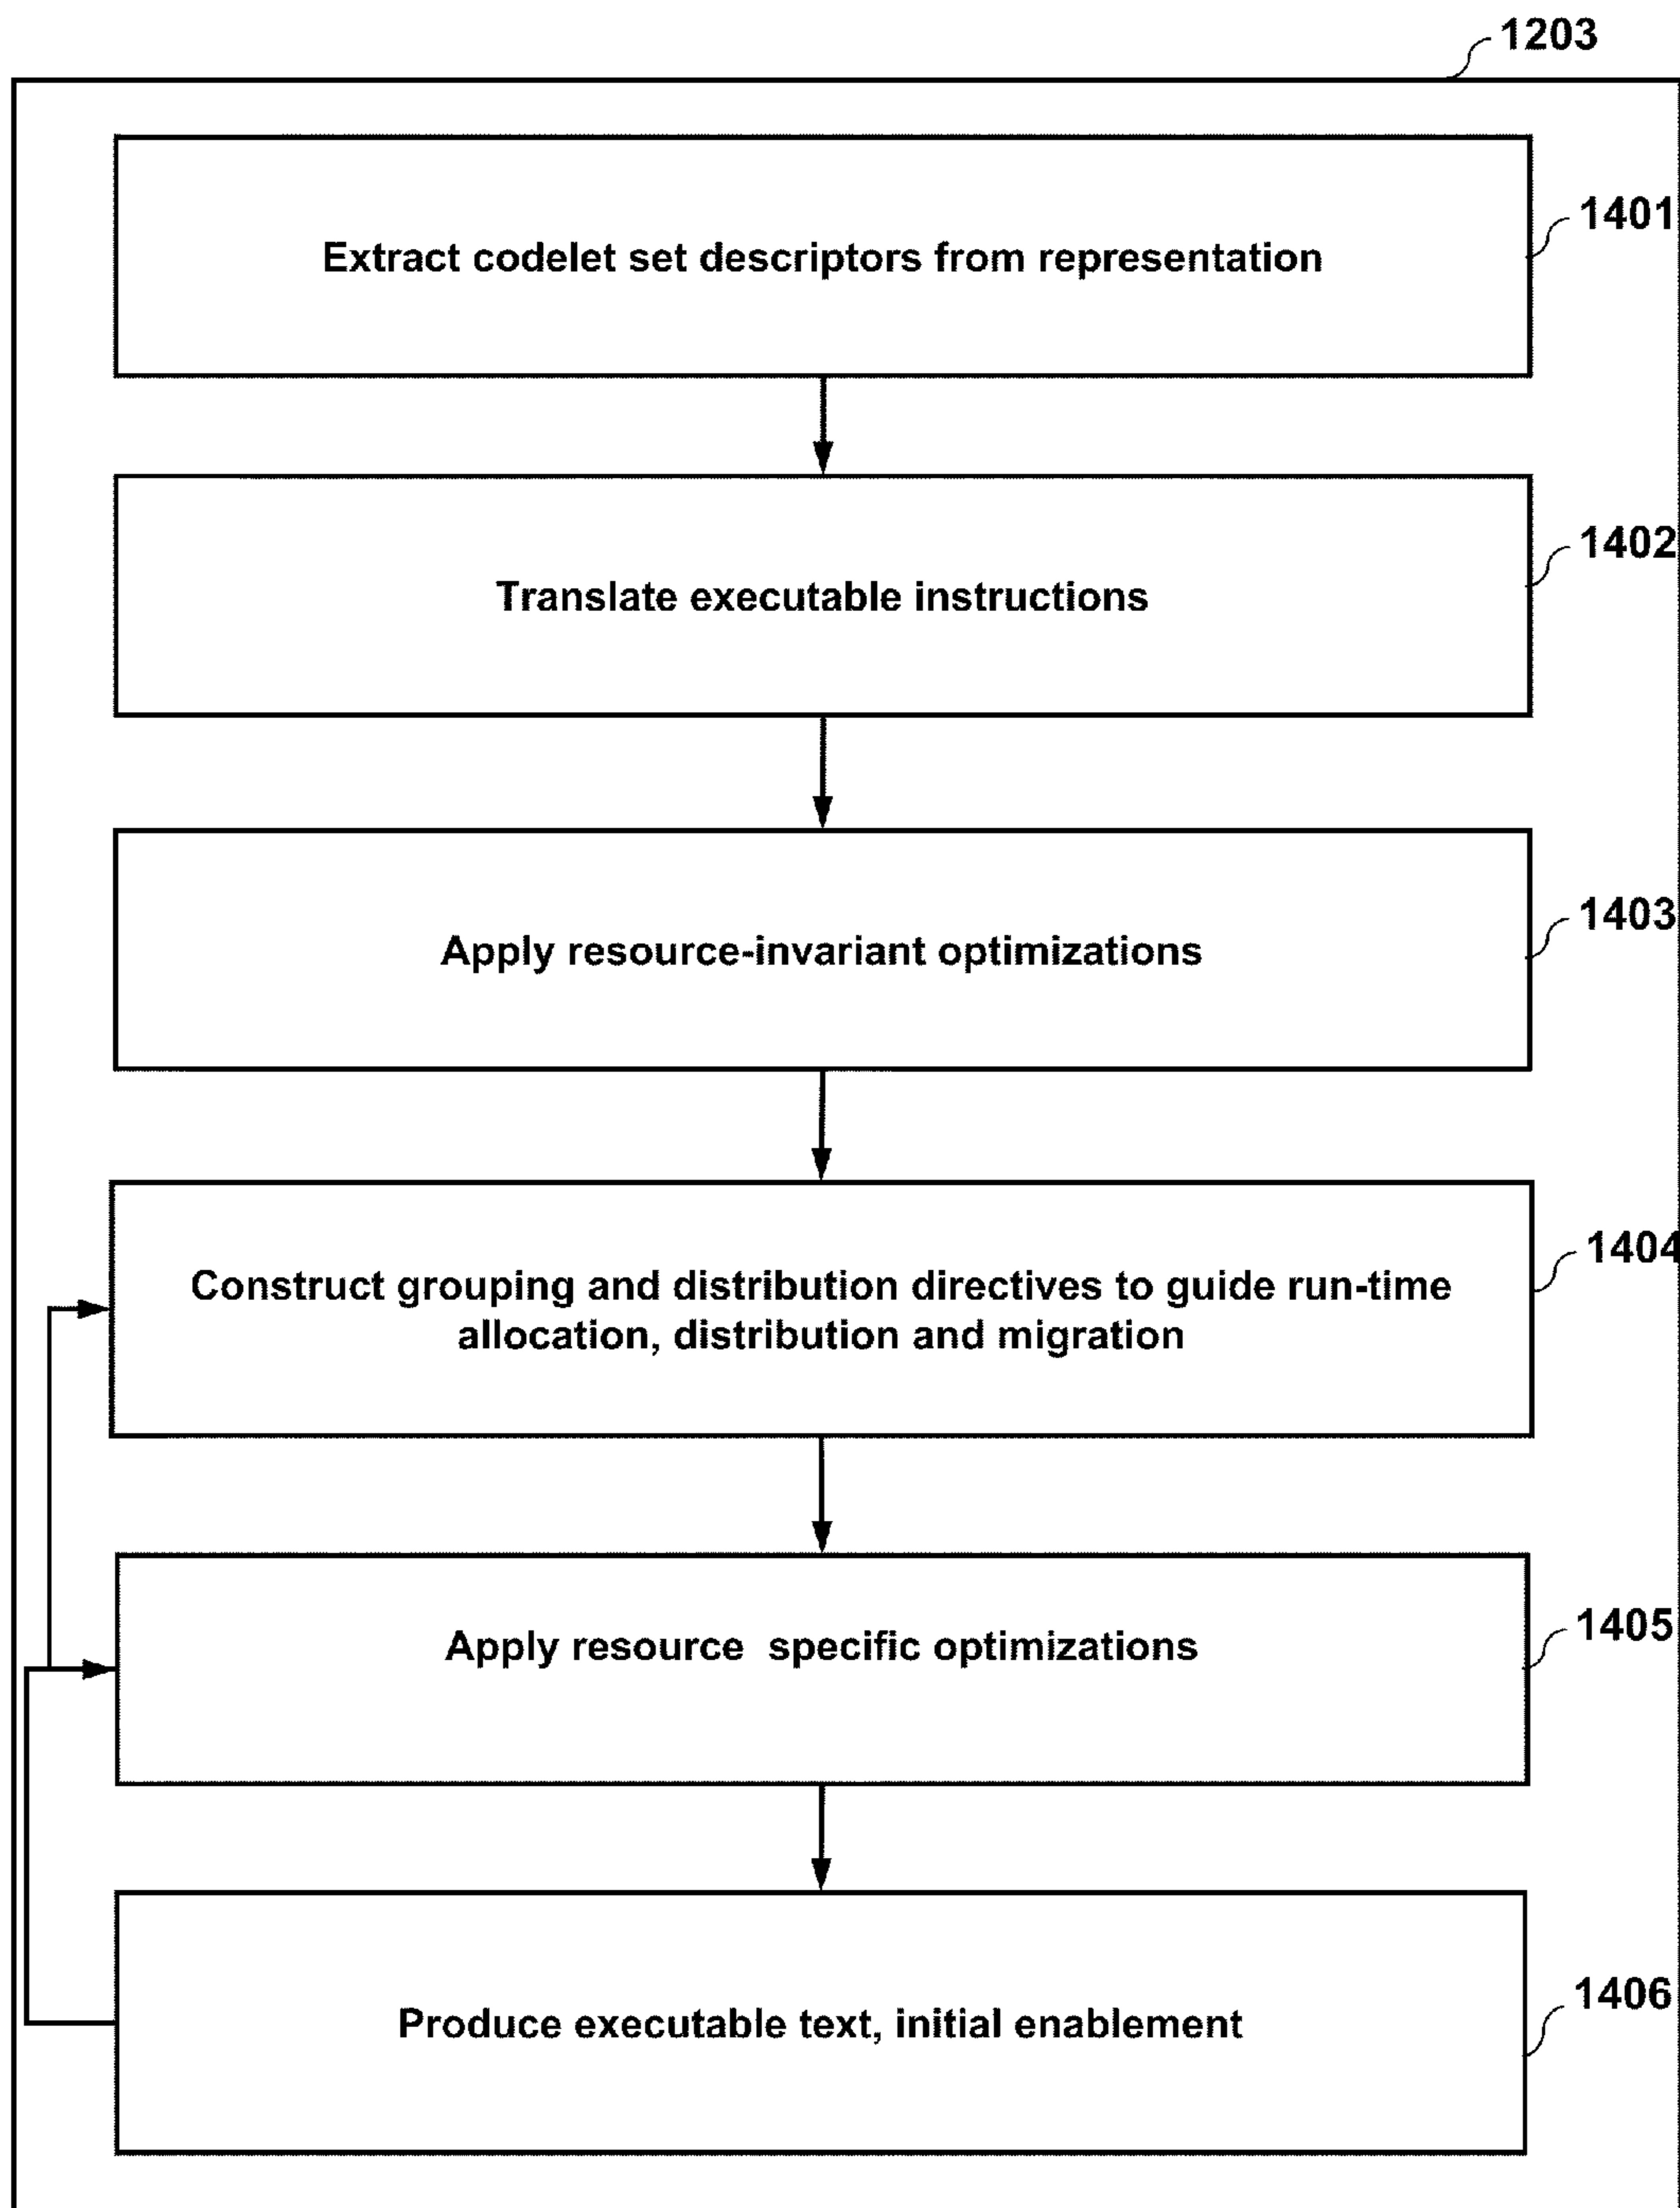 1203
Extract codelet set descriptors from representation
1401
Translate executable instructions
1402
Apply resource-invariant optimizations
1403
Construct grouping and distribution directives to guide run-time
allocation, distribution and migration
1404
Apply resource specific optimizations
1405
Produce executable text, initial enablement
1406